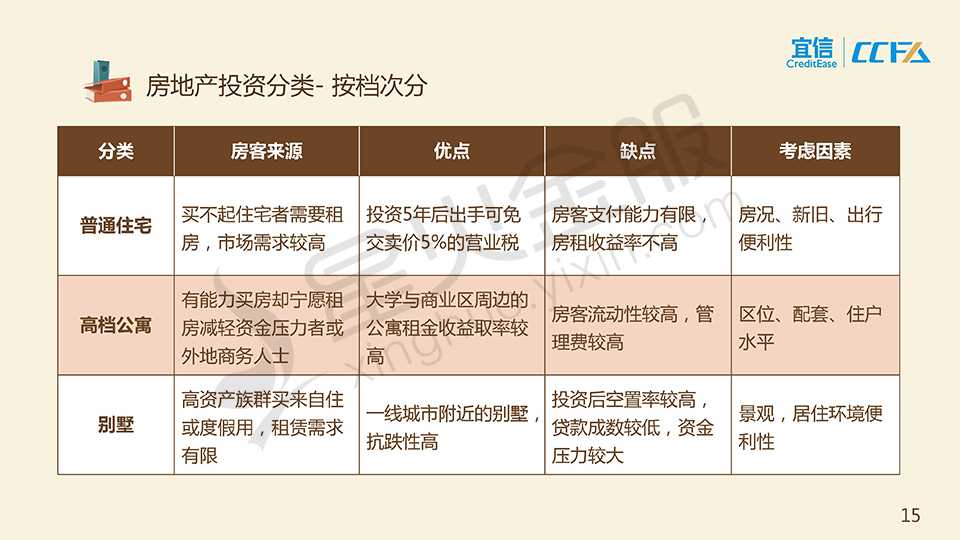 宜信
CreditEase
CCFA
房地产投资分类- 按档次分
分类
房客来源
优点
缺点
考虑因素
普通住宅
买不起住宅者需要租
房，市场需求较高
投资5年后出手可免
交卖价5%的营业税
房客支付能力有限，
房租收益率不高
房况、新旧、出行
便利性
高档公寓
有能力买房却宁愿租
房减轻资金压力者或
外地商务人士
大学与商业区周边的
公寓租金收益取率较
高
房客流动性较高，管
理费较高
区位、配套、住户
水平
别墅
高资产族群买来自住
或度假用，租赁需求
有限
一线城市附近的别墅，
抗跌性高
投资后空置率较高，
贷款成数较低，资金
压力较大
景观，居住环境便
利性
星火金服
xinghuo.yixin.com
15